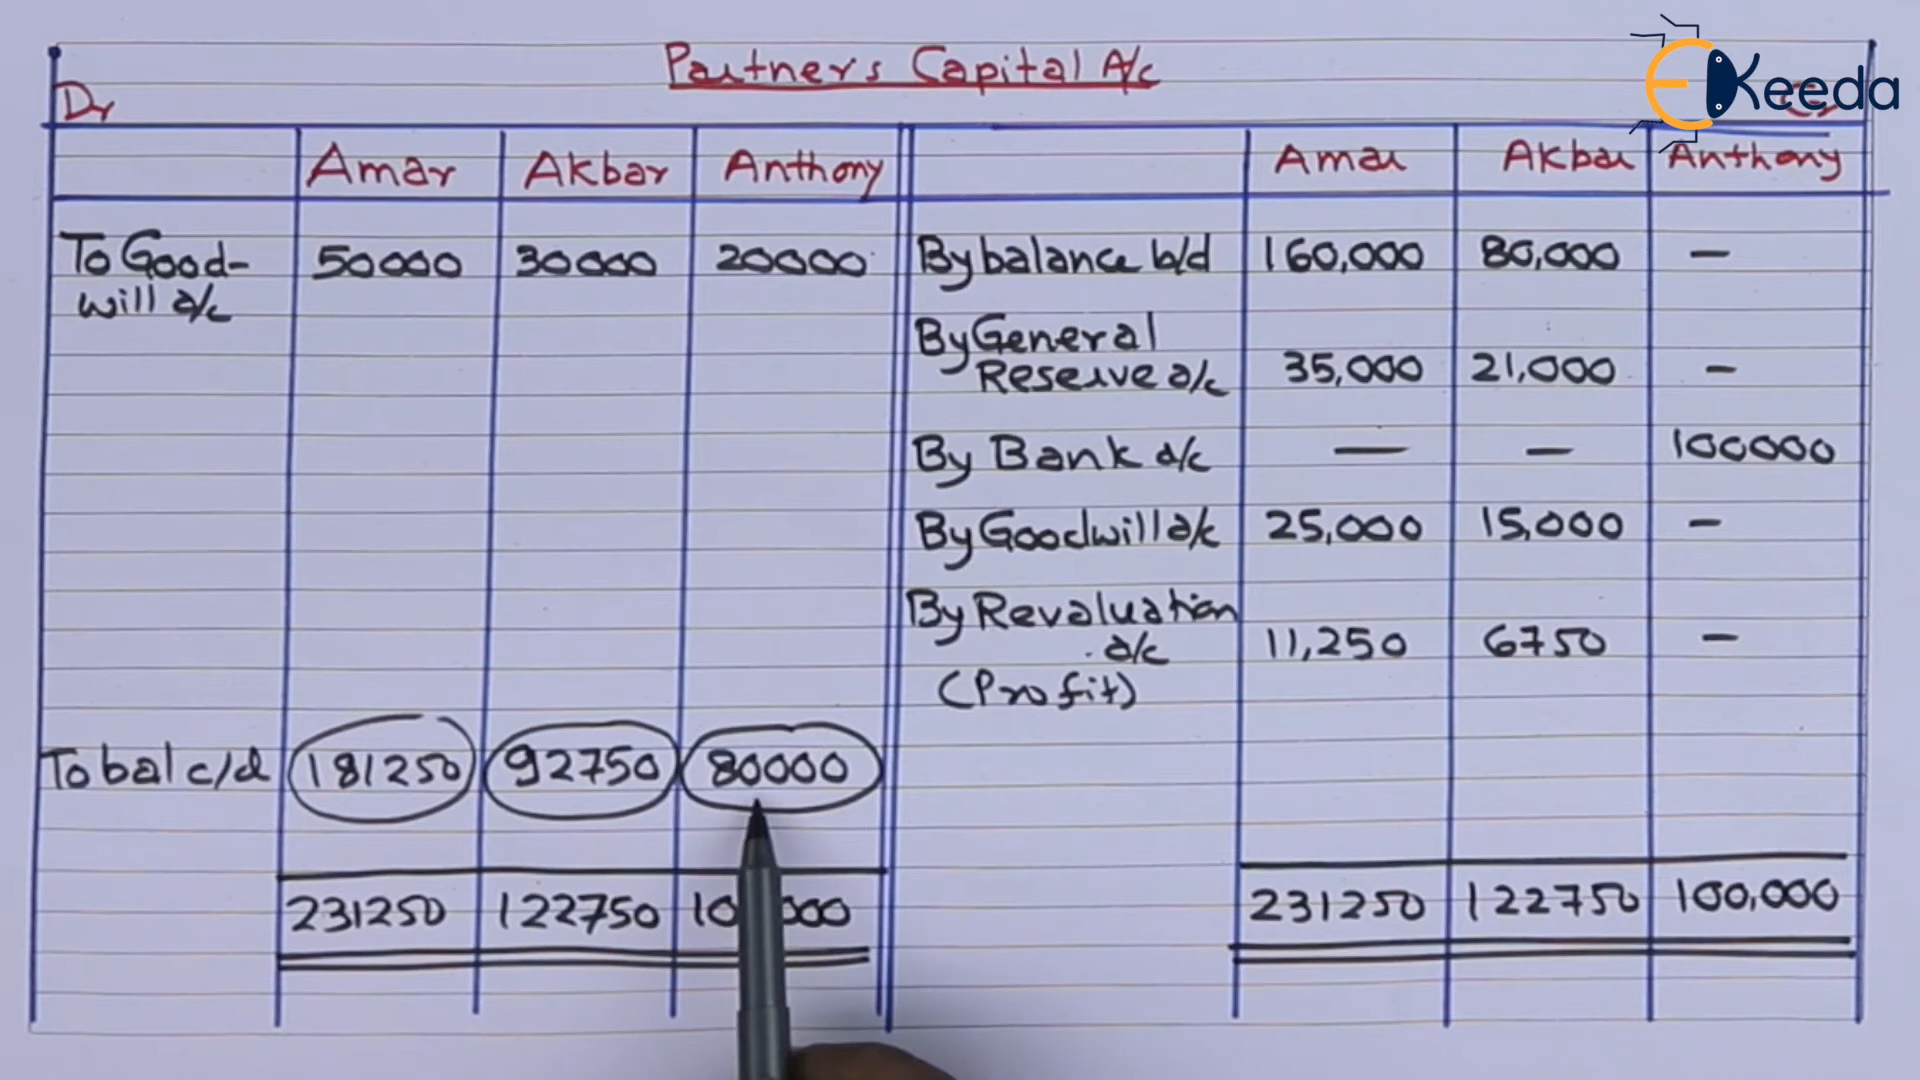 Partners Capital A/c
EKeeda
Dr
Cr
Amar Akbar Anthony Amar Akbar Anthony
To Good- 50000 30000 20000 By balance b/d 160,000 80,000 —
will a/c
By General
Reserve a/c 35,000 21,000 -
By Bank a/c — — 100000
By Goodwill a/c 25,000 15,000 -
By Revaluation
a/c 11,250 6750 -
(Profit)
To bal c/d 181250 92750 80000
231250 122750 231250 122750 100,000